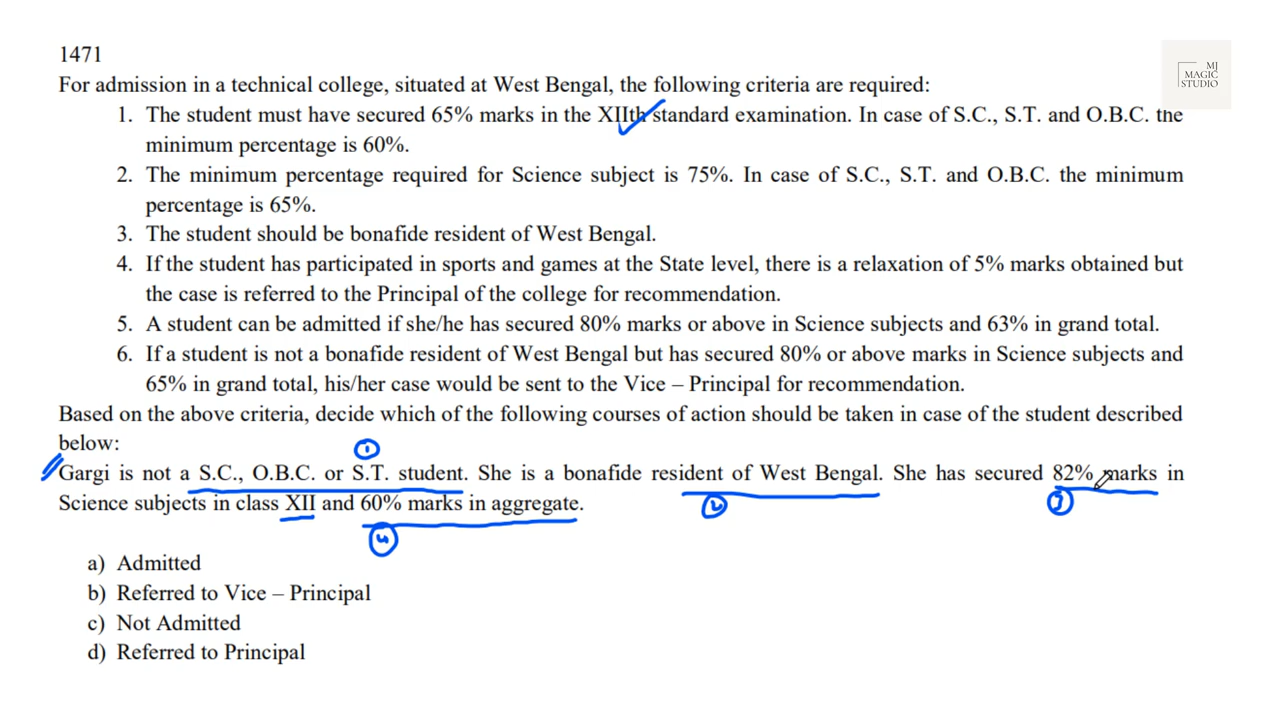 MJ
MAGIC
STUDIO
1471
For admission in a technical college, situated at West Bengal, the following criteria are required:
1. The student must have secured 65% marks in the XIIth standard examination. In case of S.C., S.T. and O.B.C. the
minimum percentage is 60%.
2. The minimum percentage required for Science subject is 75%. In case of S.C., S.T. and O.B.C. the minimum
percentage is 65%.
3. The student should be bonafide resident of West Bengal.
4. If the student has participated in sports and games at the State level, there is a relaxation of 5% marks obtained but
the case is referred to the Principal of the college for recommendation.
5. A student can be admitted if she/he has secured 80% marks or above in Science subjects and 63% in grand total.
6. If a student is not a bonafide resident of West Bengal but has secured 80% or above marks in Science subjects and
65% in grand total, his/her case would be sent to the Vice – Principal for recommendation.
Based on the above criteria, decide which of the following courses of action should be taken in case of the student described
below:
1
Gargi is not a S.C., O.B.C. or S.T. student. She is a bonafide resident of West Bengal. She has secured 82% marks in
Science subjects in class XII and 60% marks in aggregate.
2 3
4
a) Admitted
b) Referred to Vice – Principal
c) Not Admitted
d) Referred to Principal